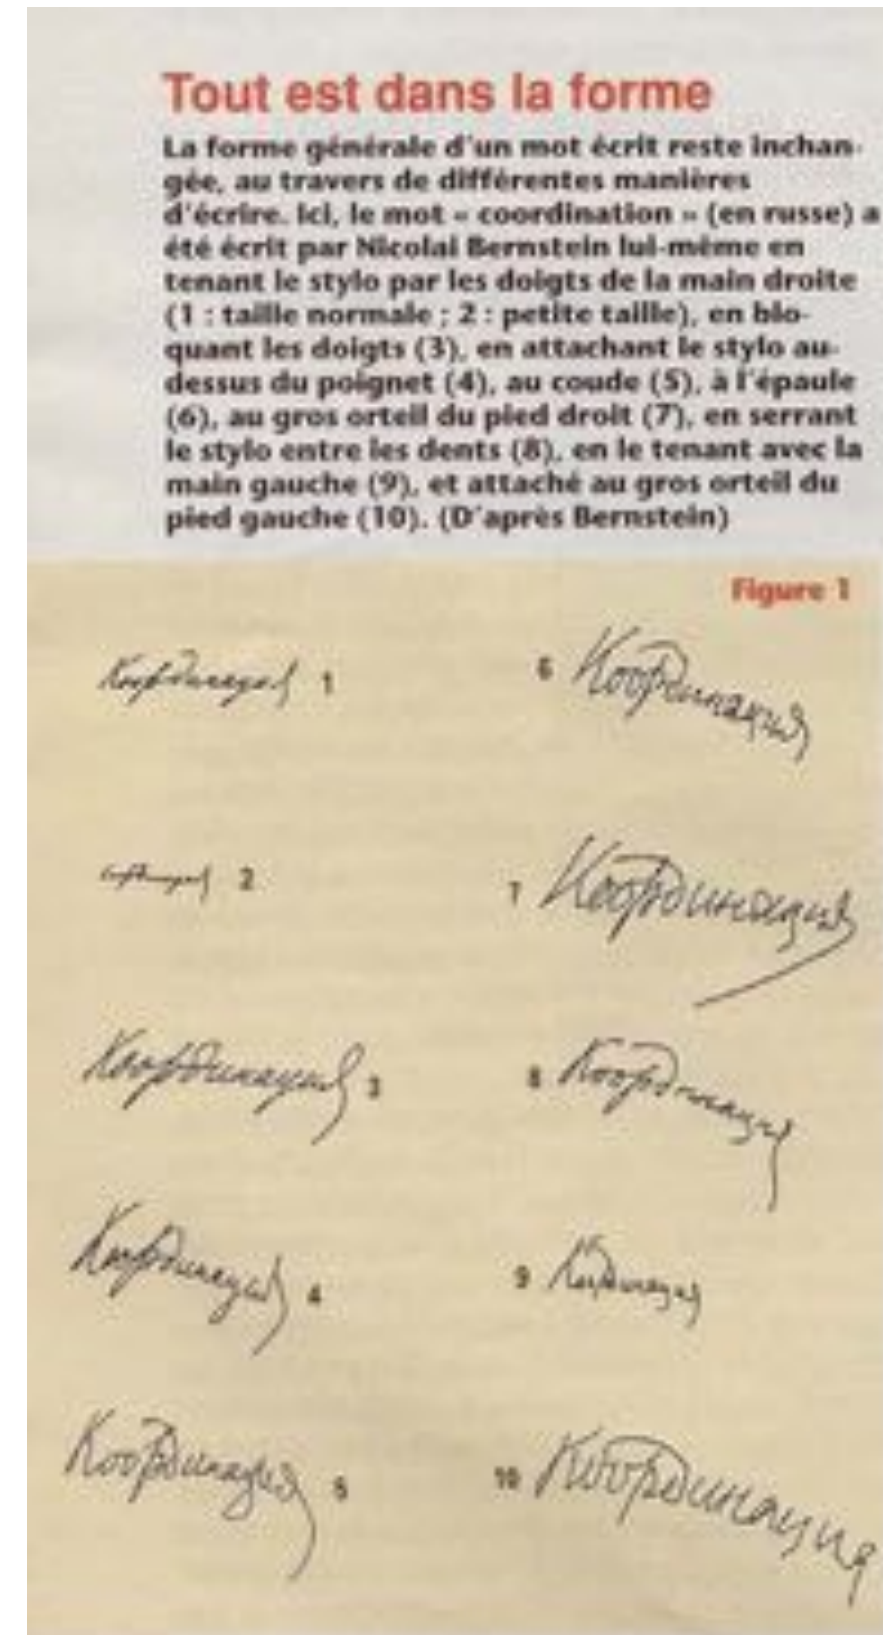 Tout est dans la forme
La forme générale d'un mot écrit reste inchan-
gée, au travers de différentes manières
d'écrire. Ici, le mot « coordination » (en russe) a
été écrit par Nicolai Bernstein lui-même en
tenant le stylo par les doigts de la main droite
(1 : taille normale ; 2 : petite taille), en blo-
quant les doigts (3), en attachant le stylo au-
dessus du poignet (4), au coude (5), à l'épaule
(6), au gros orteil du pied droit (7), en serrant
le stylo entre les dents (8), en le tenant avec la
main gauche (9), et attaché au gros orteil du
pied gauche (10). (D'après Bernstein)
Figure 1
Координация 1
6 Координация
2
7 Координация
Координация 3
8 Координация
Координация 4
9 Координация
Координация 5
10 Координация